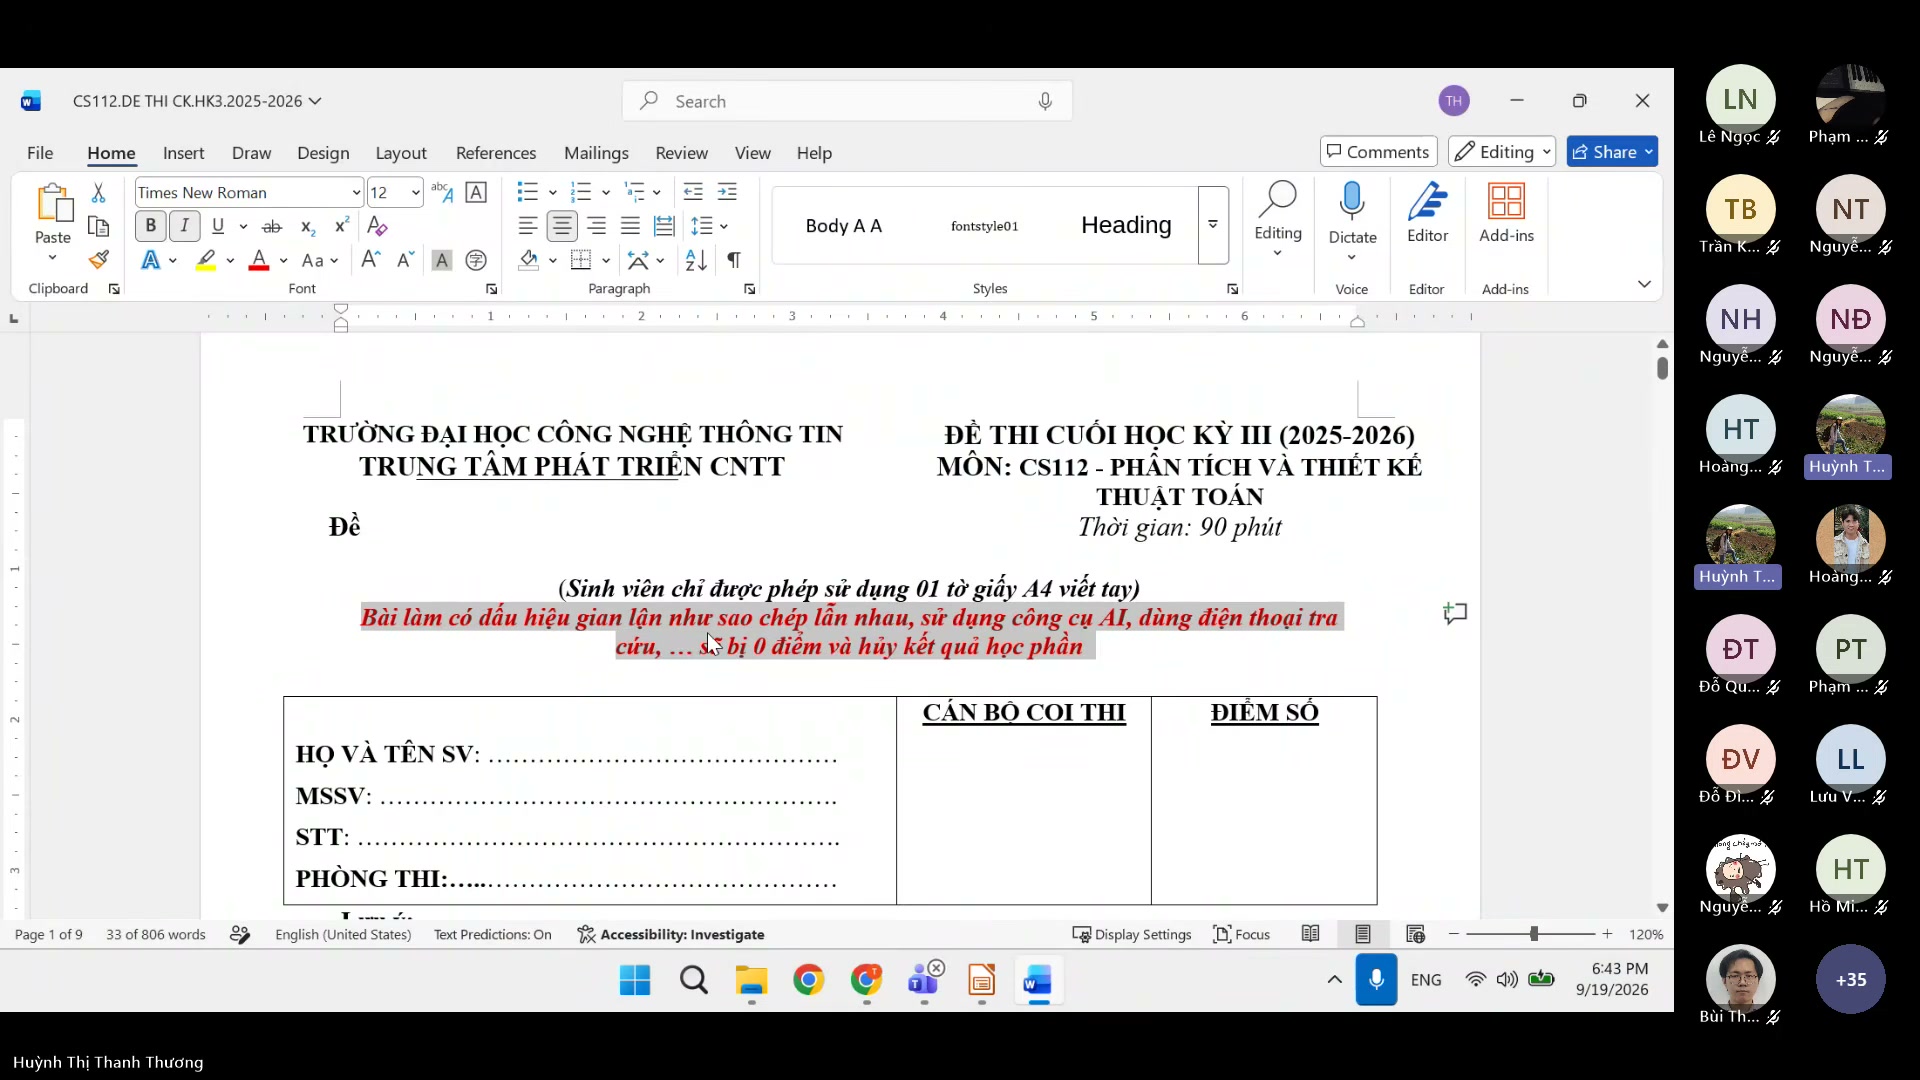 CS112.DE THI CK.HK3.2025-2026
Search
TH
File Home Insert Draw Design Layout References Mailings Review View Help
Comments Editing Share
Paste
Times New Roman 12
Body A A fontstyle01 Heading
Editing Dictate Editor Add-ins
Clipboard Font Paragraph Styles Voice Editor Add-ins
1 2 3 4 5 6
TRƯỜNG ĐẠI HỌC CÔNG NGHỆ THÔNG TIN
TRUNG TÂM PHÁT TRIỂN CNTT
Đề
ĐỀ THI CUỐI HỌC KỲ III (2025-2026)
MÔN: CS112 - PHÂN TÍCH VÀ THIẾT KẾ
THUẬT TOÁN
Thời gian: 90 phút
(Sinh viên chỉ được phép sử dụng 01 tờ giấy A4 viết tay)
Bài làm có dấu hiệu gian lận như sao chép lẫn nhau, sử dụng công cụ AI, dùng điện thoại tra
cứu, … sẽ bị 0 điểm và hủy kết quả học phần
HỌ VÀ TÊN SV: ……………………………………
MSSV: ……………………………………………….
STT: ………………………………………………….
PHÒNG THI:…..……………………………………
CÁN BỘ COI THI
ĐIỂM SỐ
Lưu ý:
Page 1 of 9 33 of 806 words English (United States) Text Predictions: On Accessibility: Investigate Display Settings Focus 120%
ENG
6:43 PM
9/19/2026
LN
Lê Ngọc
Phạm ...
TB
Trần K...
NT
Nguyễ...
NH
Nguyễ...
NĐ
Nguyễ...
HT
Hoàng...
Huỳnh T...
Huỳnh T...
Hoàng...
ĐT
Đỗ Qu...
PT
Phạm ...
ĐV
Đỗ Đì...
LL
Lưu V...
Nguyễ...
HT
Hồ Mi...
Bùi Th...
+35
Huỳnh Thị Thanh Thương